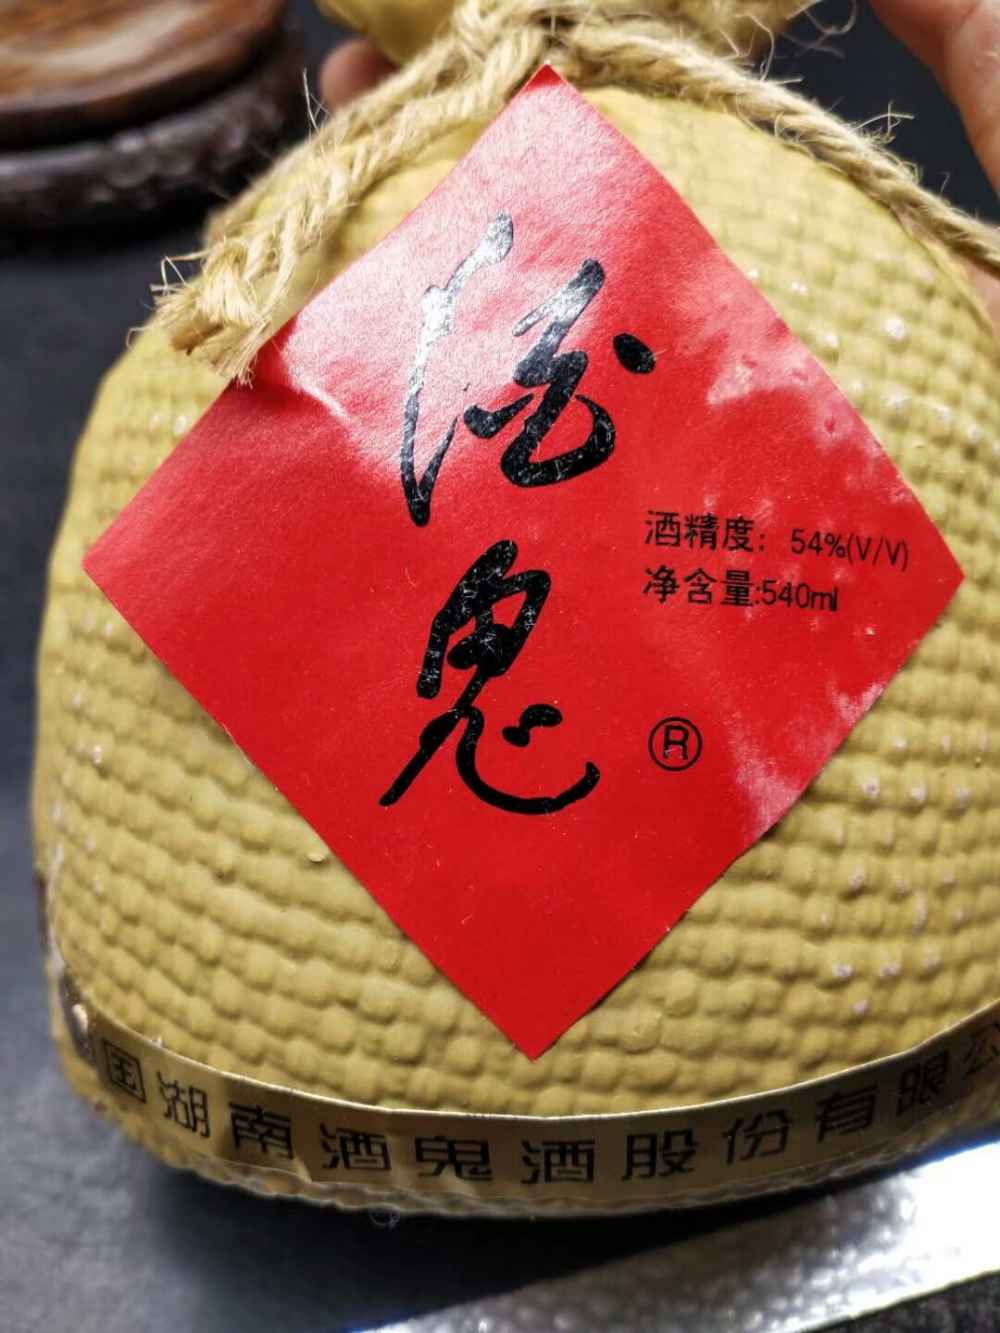 酒鬼
酒精度：54%(V/V)
净含量:540ml
®
国湖南酒鬼酒股份有限公